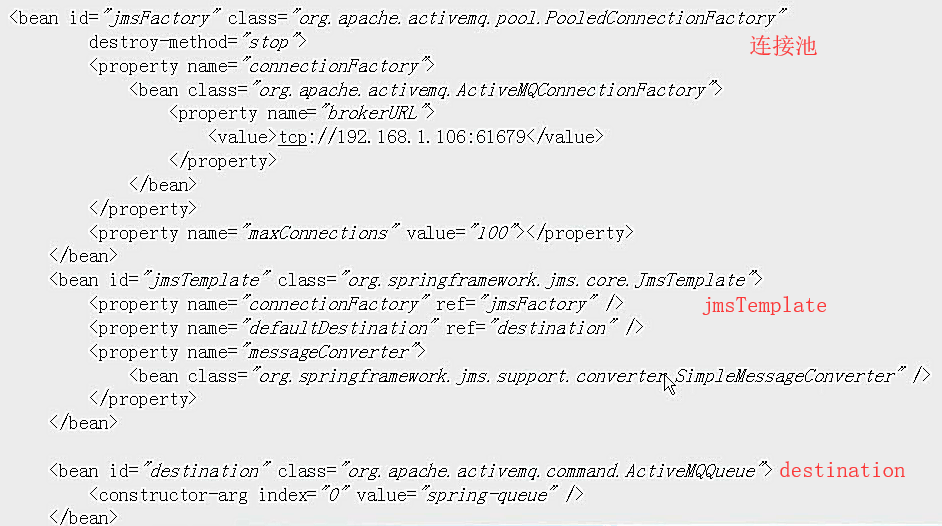 <bean id="jmsFactory" class="org.apache.activemq.pool.PooledConnectionFactory"
destroy-method="stop">
连接池
<property name="connectionFactory">
<bean class="org.apache.activemq.ActiveMQConnectionFactory">
<property name="brokerURL">
<value>tcp://192.168.1.106:61679</value>
</property>
</bean>
</property>
<property name="maxConnections" value="100"></property>
</bean>
<bean id="jmsTemplate" class="org.springframework.jms.core.JmsTemplate">
<property name="connectionFactory" ref="jmsFactory" />
jmsTemplate
<property name="defaultDestination" ref="destination" />
<property name="messageConverter">
<bean class="org.springframework.jms.support.converter.SimpleMessageConverter" />
</property>
</bean>
<bean id="destination" class="org.apache.activemq.command.ActiveMQQueue"> destination
<constructor-arg index="0" value="spring-queue" />
</bean>